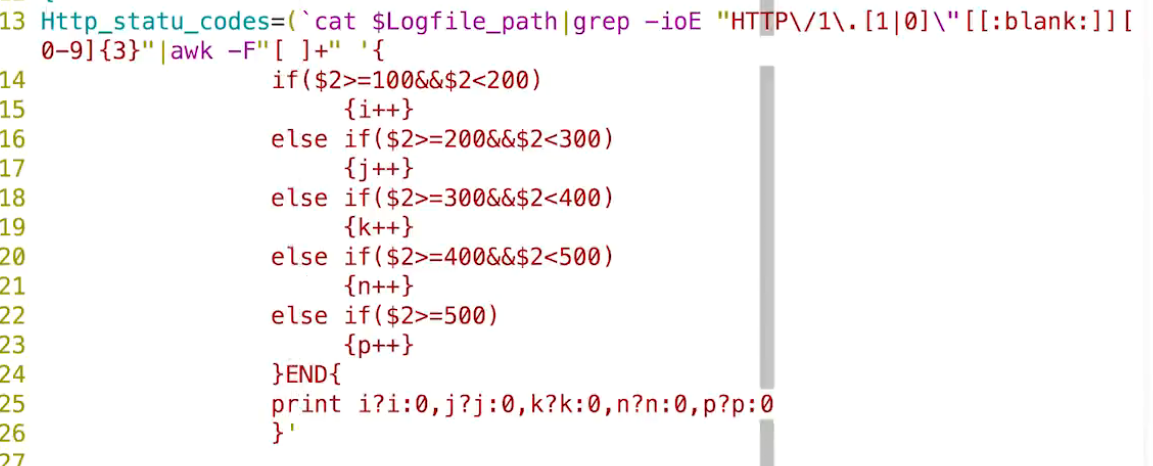 13 Http_statu_codes=(`cat $Logfile_path|grep -ioE "HTTP\/1\.[1|0]\"[[:blank:]][
0-9]{3}"|awk -F"[ ]+" '{
14 if($2>=100&&$2<200)
15 {i++}
16 else if($2>=200&&$2<300)
17 {j++}
18 else if($2>=300&&$2<400)
19 {k++}
20 else if($2>=400&&$2<500)
21 {n++}
22 else if($2>=500)
23 {p++}
24 }END{
25 print i?i:0,j?j:0,k?k:0,n?n:0,p?p:0
26 }'
27